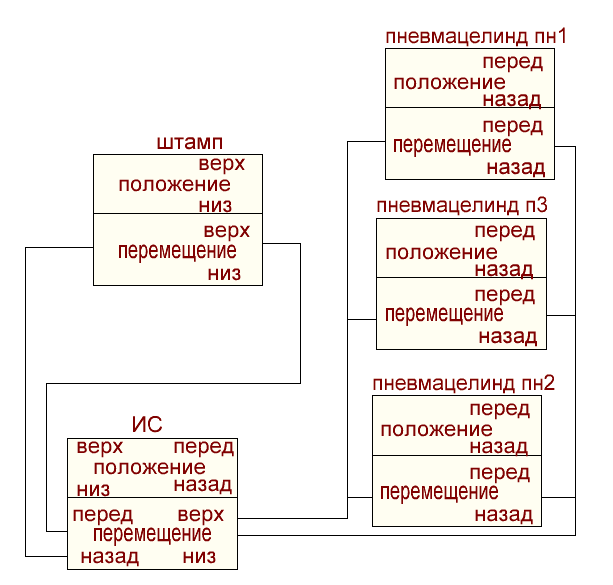 пневмацелинд пн1
перед
положение
назад
перед
перемещение
назад
штамп
верх
положение
низ
верх
перемещение
низ
пневмацелинд п3
перед
положение
назад
перед
перемещение
назад
пневмацелинд пн2
перед
положение
назад
перед
перемещение
назад
ИС
верх перед
положение
низ назад
перед верх
перемещение
назад низ